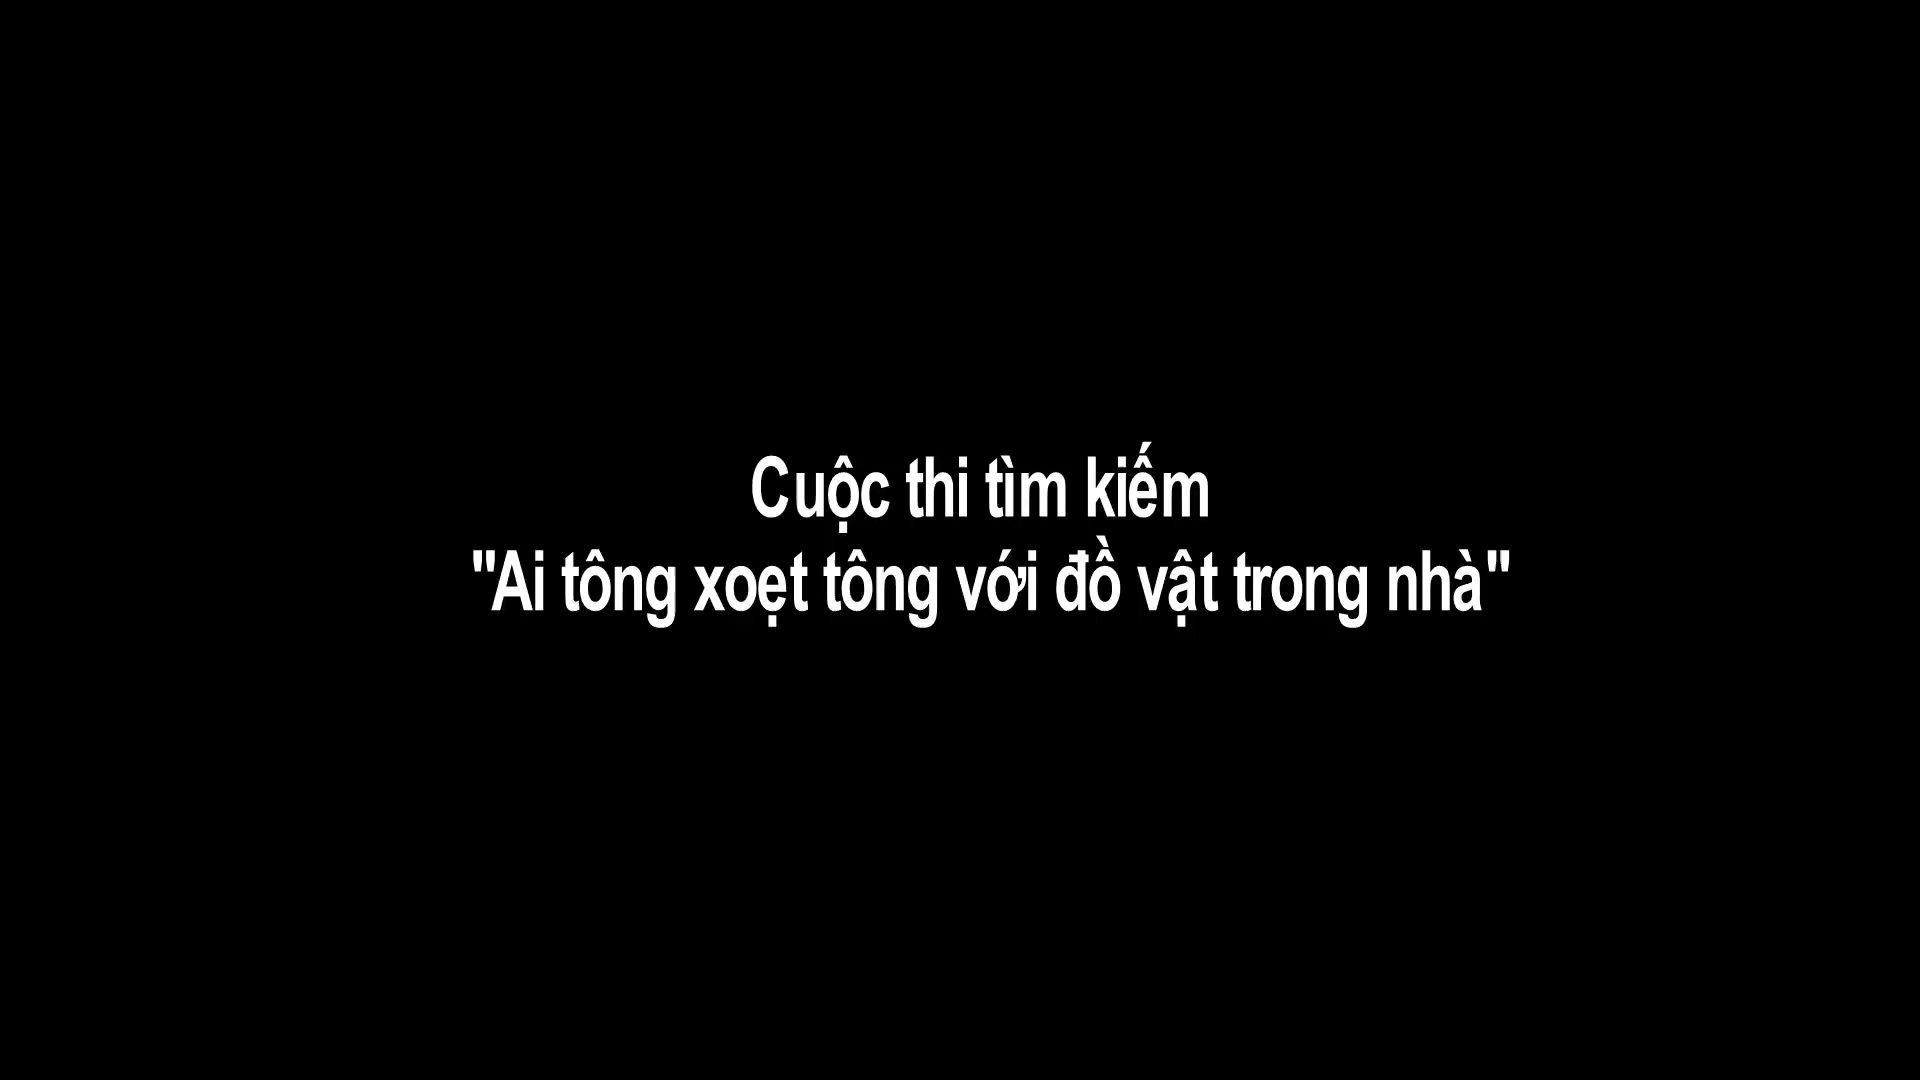 Cuộc thi tìm kiếm
"Ai tông xoẹt tông với đồ vật trong nhà"